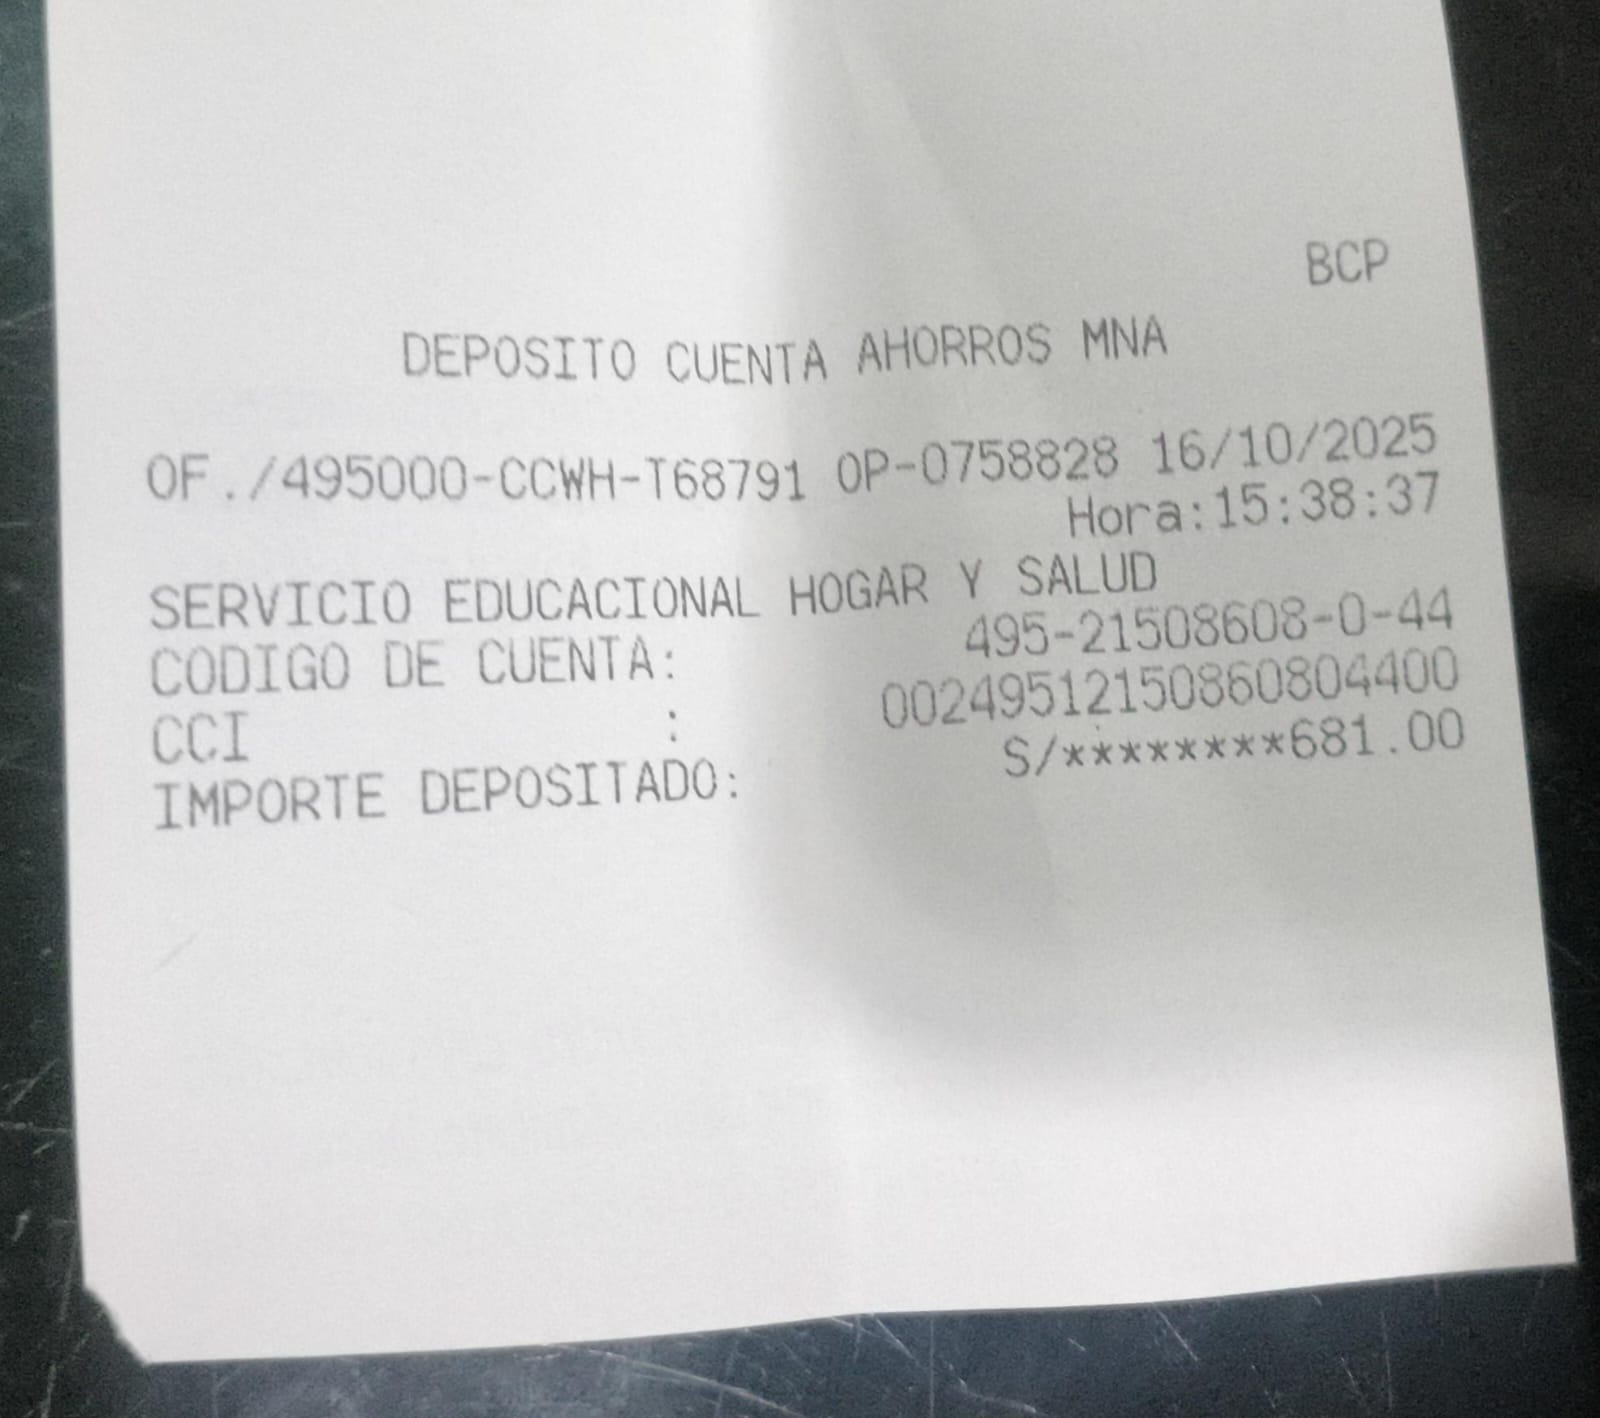 BCP
DEPOSITO CUENTA AHORROS MNA
OF./495000-CCWH-T68791 OP-0758828 16/10/2025
Hora:15:38:37
SERVICIO EDUCACIONAL HOGAR Y SALUD
CODIGO DE CUENTA: 495-21508608-0-44
CCI : 00249512150860804400
IMPORTE DEPOSITADO: S/********681.00